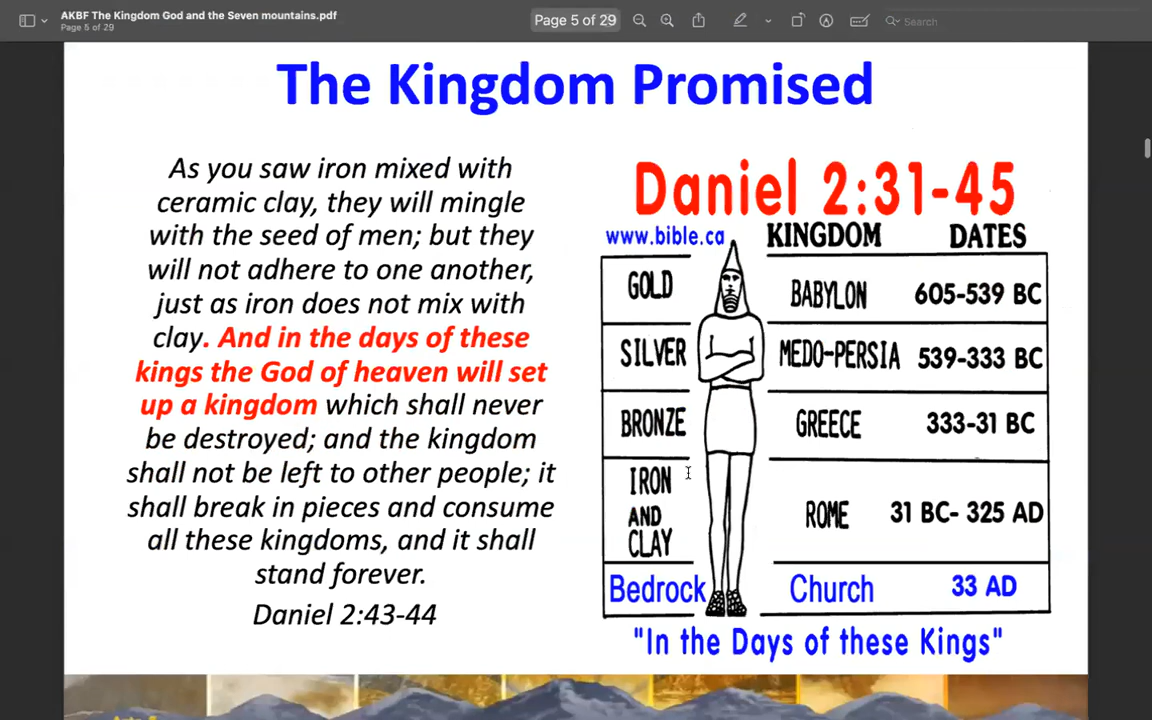 AKBF The Kingdom God and the Seven mountains.pdf
Page 5 of 29
Page 5 of 29
Search
The Kingdom Promised
As you saw iron mixed with
ceramic clay, they will mingle
with the seed of men; but they
will not adhere to one another,
just as iron does not mix with
clay. And in the days of these
kings the God of heaven will set
up a kingdom which shall never
be destroyed; and the kingdom
shall not be left to other people; it
shall break in pieces and consume
all these kingdoms, and it shall
stand forever.
Daniel 2:43-44
Daniel 2:31-45
www.bible.ca KINGDOM DATES
GOLD BABYLON 605-539 BC
SILVER MEDO-PERSIA 539-333 BC
BRONZE GREECE 333-31 BC
IRON
AND ROME 31 BC- 325 AD
CLAY
Bedrock Church 33 AD
"In the Days of these Kings"